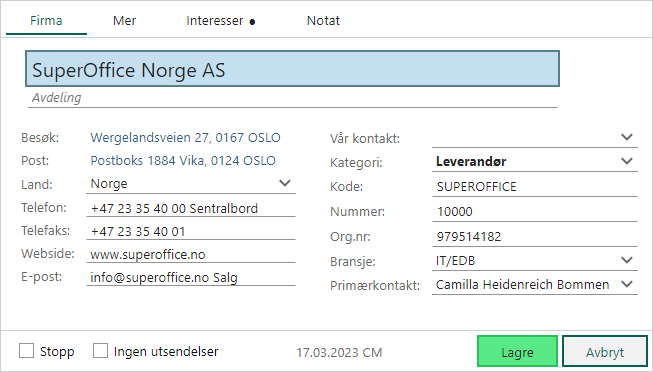 Firma Mer Interesser ● Notat
SuperOffice Norge AS
Avdeling
Besøk: Wergelandsveien 27, 0167 OSLO
Post: Postboks 1884 Vika, 0124 OSLO
Land: Norge
Telefon: +47 23 35 40 00 Sentralbord
Telefaks: +47 23 35 40 01
Webside: www.superoffice.no
E-post: info@superoffice.no Salg
Vår kontakt:
Kategori: Leverandør
Kode: SUPEROFFICE
Nummer: 10000
Org.nr: 979514182
Bransje: IT/EDB
Primærkontakt: Camilla Heidenreich Bommen
Stopp Ingen utsendelser 17.03.2023 CM Lagre Avbryt